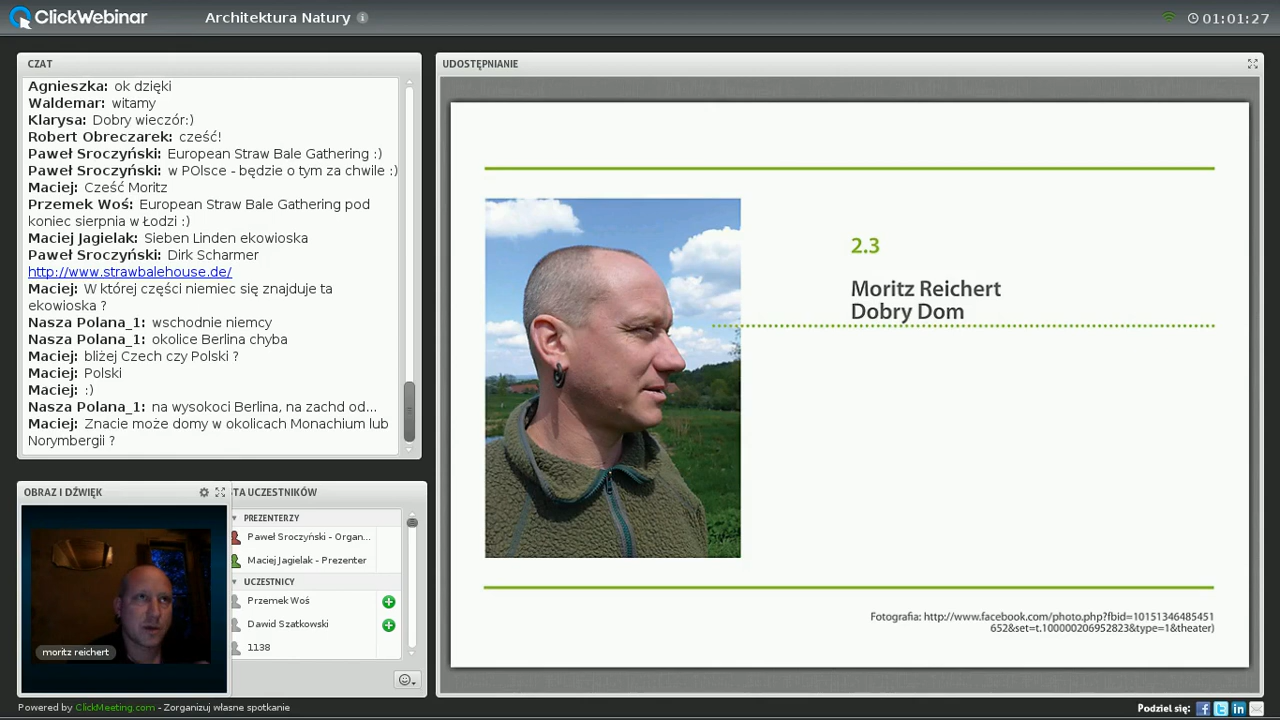 ClickWebinar
Architektura Natury
01:01:27
CZAT
Agnieszka: ok dzięki
Waldemar: witamy
Klarysa: Dobry wieczór:)
Robert Obreczarek: cześć!
Paweł Sroczyński: European Straw Bale Gathering :)
Paweł Sroczyński: w POlsce - będzie o tym za chwile :)
Maciej: Cześć Moritz
Przemek Woś: European Straw Bale Gathering pod
koniec sierpnia w Łodzi :)
Maciej Jagielak: Sieben Linden ekowioska
Paweł Sroczyński: Dirk Scharmer
http://www.strawbalehouse.de/
Maciej: W której części niemiec się znajduje ta
ekowioska ?
Nasza Polana_1: wschodnie niemcy
Nasza Polana_1: okolice Berlina chyba
Maciej: bliżej Czech czy Polski ?
Maciej: Polski
Maciej: :)
Nasza Polana_1: na wysokoci Berlina, na zachd od...
Maciej: Znacie może domy w okolicach Monachium lub
Norymbergii ?
OBRAZ I DŹWIĘK
moritz reichert
TA UCZESTNIKÓW
PREZENTERZY
Paweł Sroczyński - Organ...
Maciej Jagielak - Prezenter
UCZESTNICY
Przemek Woś
Dawid Szatkowski
1138
UDOSTĘPNIANIE
2.3
Moritz Reichert
Dobry Dom
Fotografia: http://www.facebook.com/photo.php?fbid=10151346485451
652&set=t.100000206952823&type=1&theater)
Powered by ClickMeeting.com - Zorganizuj własne spotkanie
Podziel się: